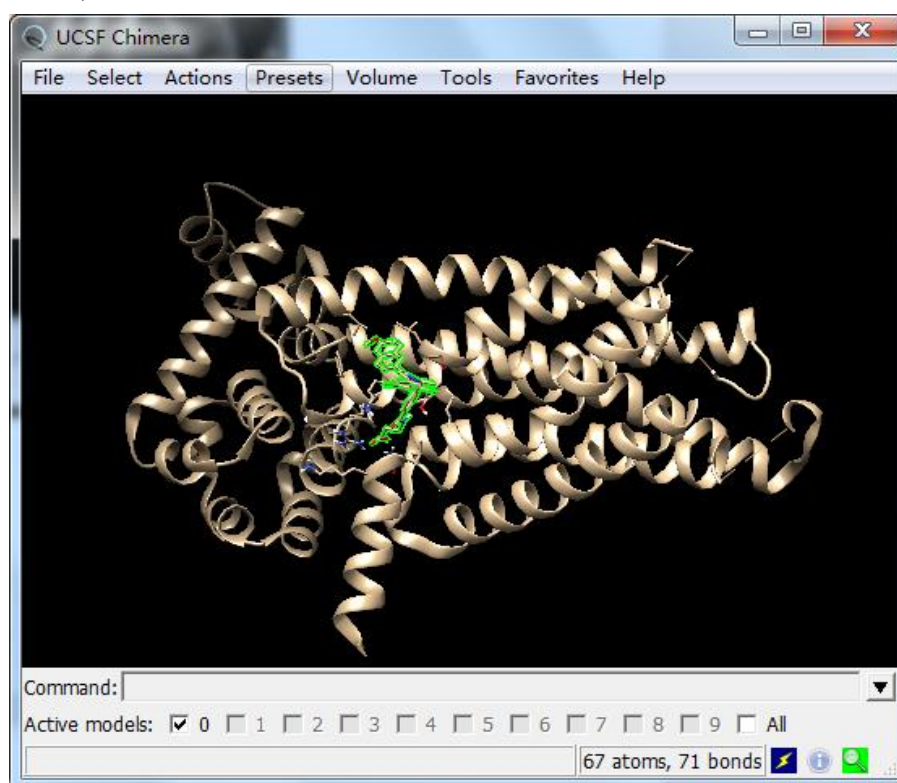 UCSF Chimera
File Select Actions Presets Volume Tools Favorites Help
Command:
Active models: 0 1 2 3 4 5 6 7 8 9 All
67 atoms, 71 bonds